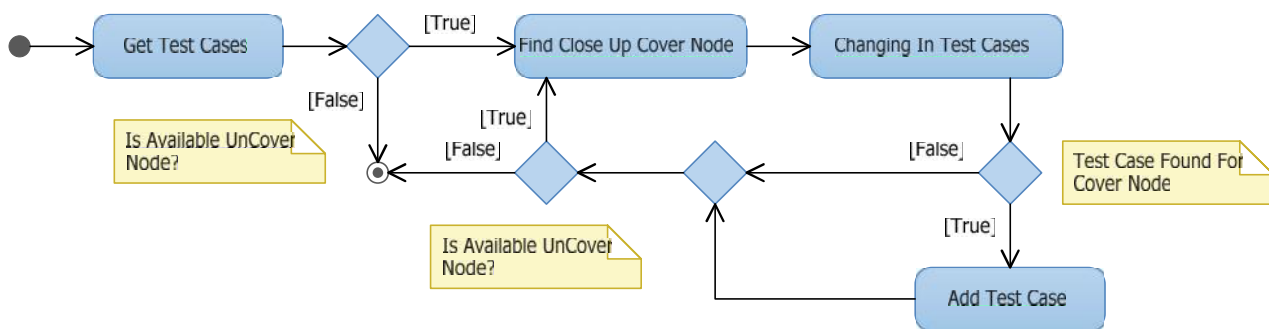 [True]
Get Test Cases
Find Close Up Cover Node
Changing In Test Cases
[False]
[True]
Is Available UnCover
Node?
[False]
[False]
Test Case Found For
Cover Node
[True]
Is Available UnCover
Node?
Add Test Case